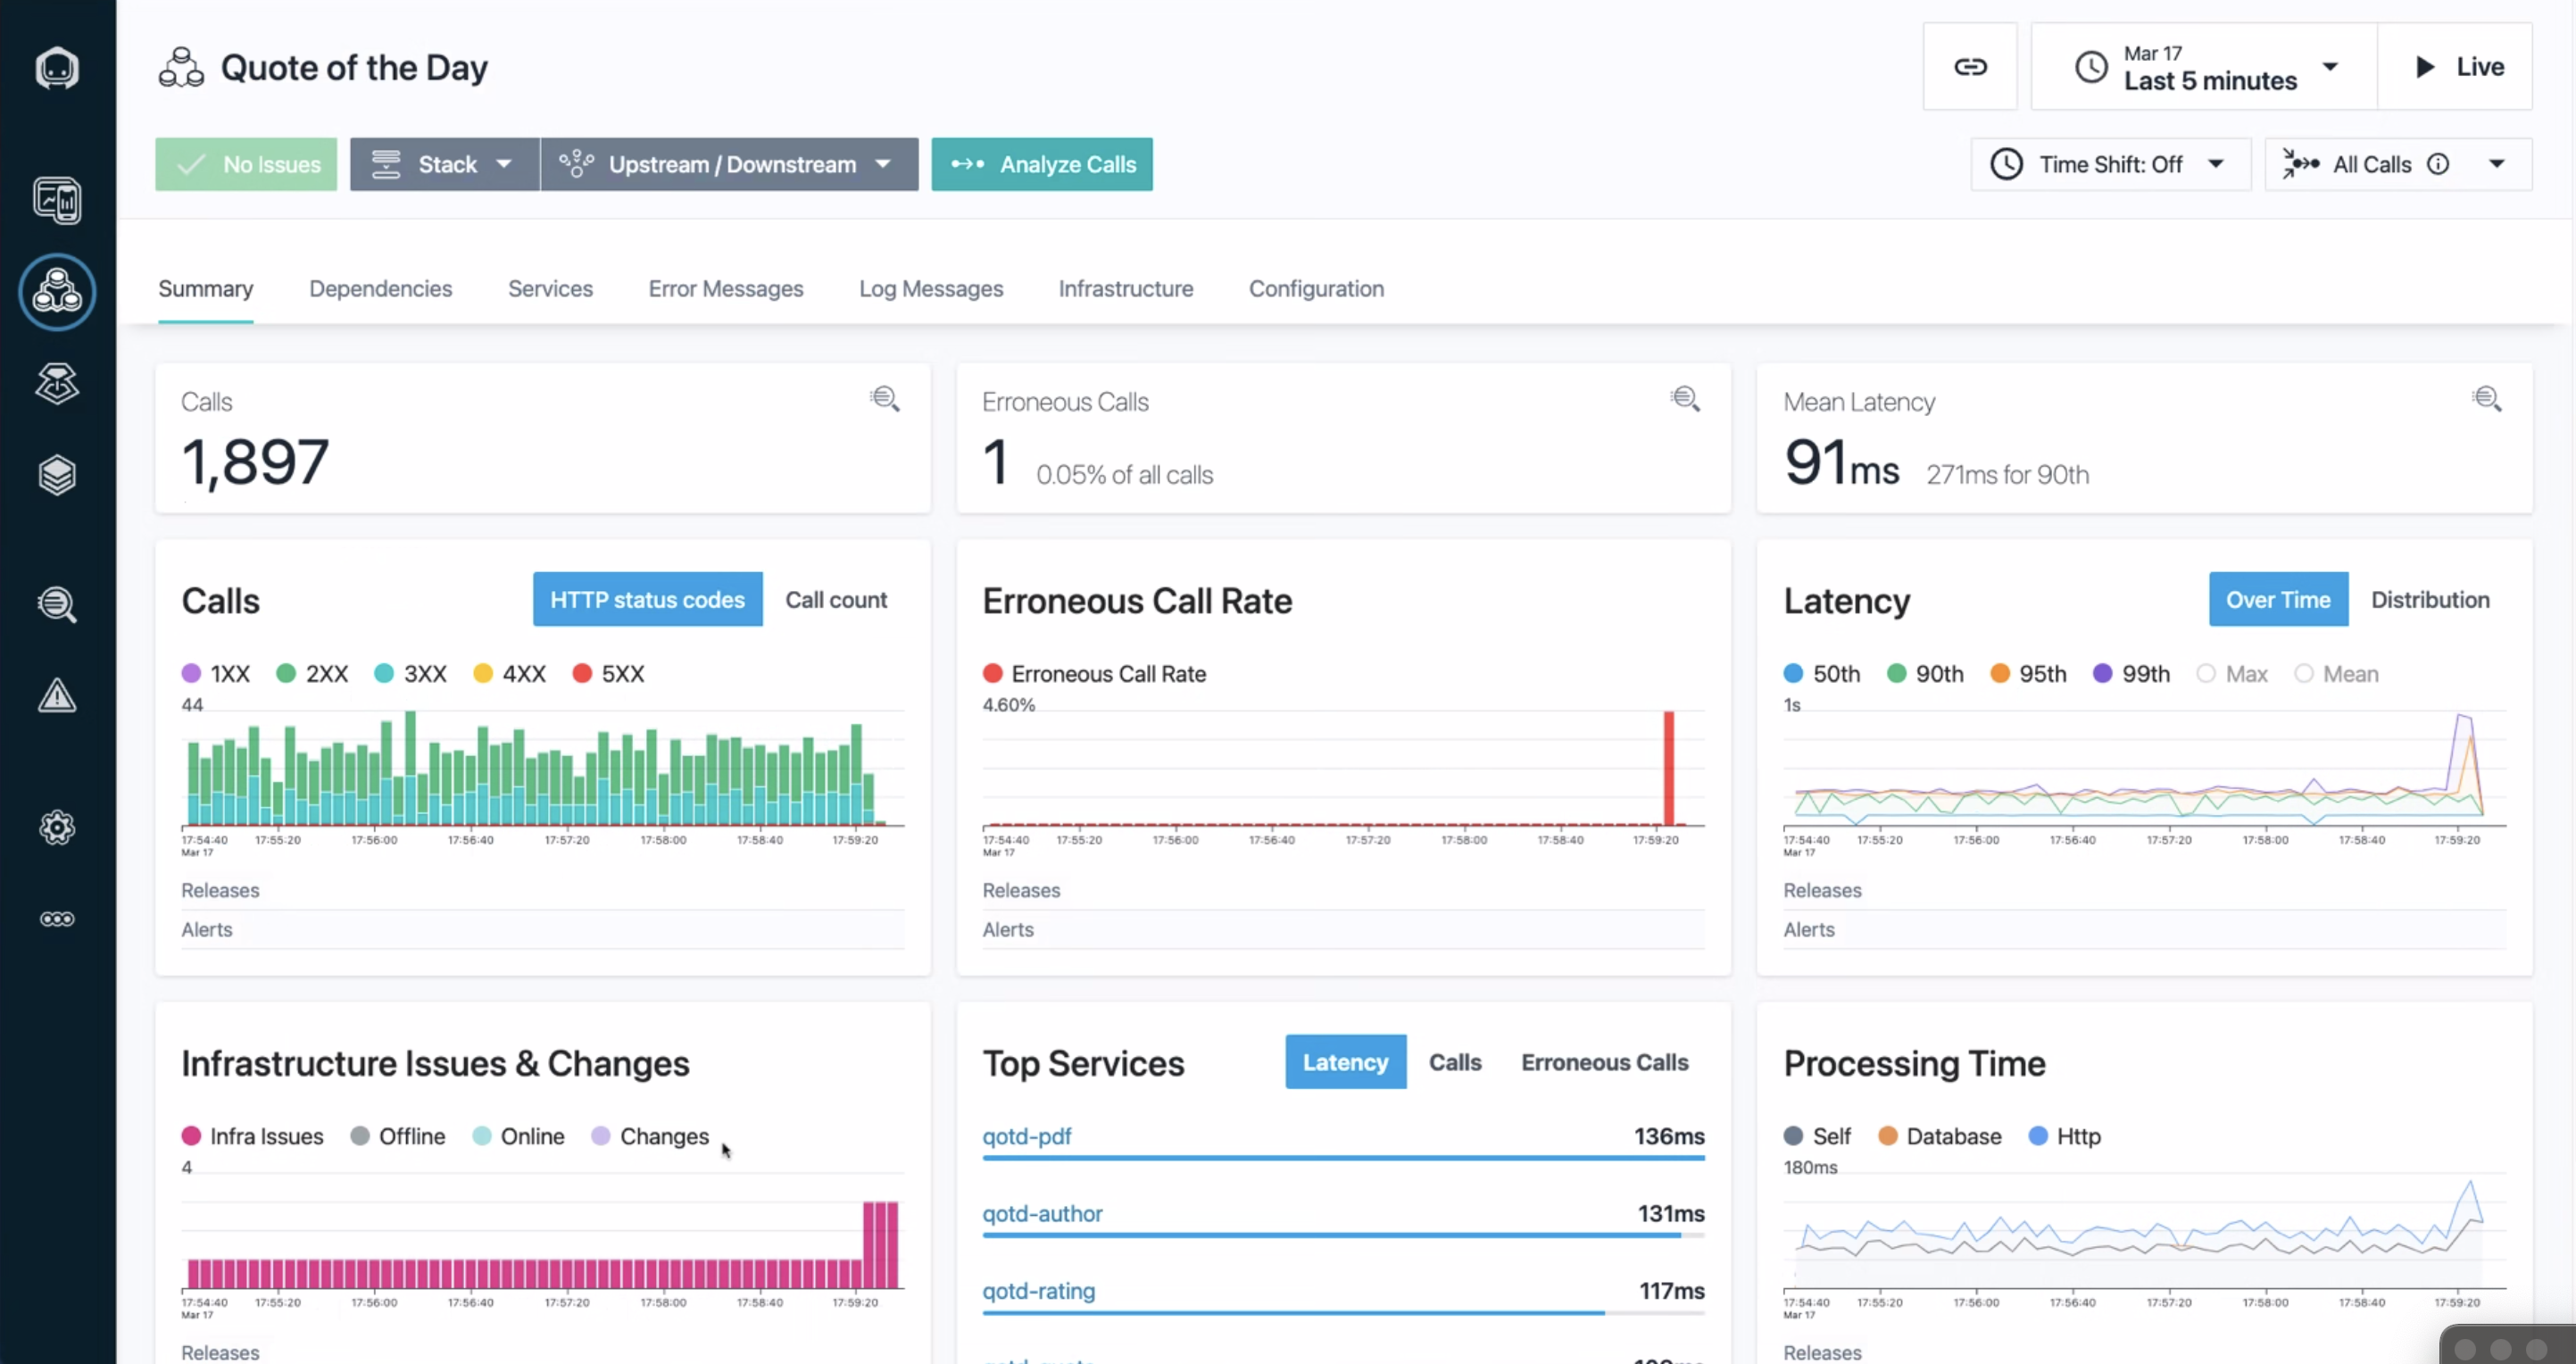 Quote of the Day
Mar 17
Last 5 minutes
Live
No Issues
Stack
Upstream / Downstream
Analyze Calls
Time Shift: Off
All Calls
Summary Dependencies Services Error Messages Log Messages Infrastructure Configuration
Calls
1,897
Erroneous Calls
1 0.05% of all calls
Mean Latency
91ms 271ms for 90th
Calls
HTTP status codes Call count
1XX 2XX 3XX 4XX 5XX
44
17:54:40 17:55:20 17:56:00 17:56:40 17:57:20 17:58:00 17:58:40 17:59:20
Mar 17
Releases
Alerts
Erroneous Call Rate
Erroneous Call Rate
4.60%
17:54:40 17:55:20 17:56:00 17:56:40 17:57:20 17:58:00 17:58:40 17:59:20
Mar 17
Releases
Alerts
Latency
Over Time Distribution
50th 90th 95th 99th Max Mean
1s
17:54:40 17:55:20 17:56:00 17:56:40 17:57:20 17:58:00 17:58:40 17:59:20
Mar 17
Releases
Alerts
Infrastructure Issues & Changes
Infra Issues Offline Online Changes
4
17:54:40 17:55:20 17:56:00 17:56:40 17:57:20 17:58:00 17:58:40 17:59:20
Mar 17
Releases
Top Services
Latency Calls Erroneous Calls
qotd-pdf 136ms
qotd-author 131ms
qotd-rating 117ms
Processing Time
Self Database Http
180ms
17:54:40 17:55:20 17:56:00 17:56:40 17:57:20 17:58:00 17:58:40 17:59:20
Mar 17
Releases